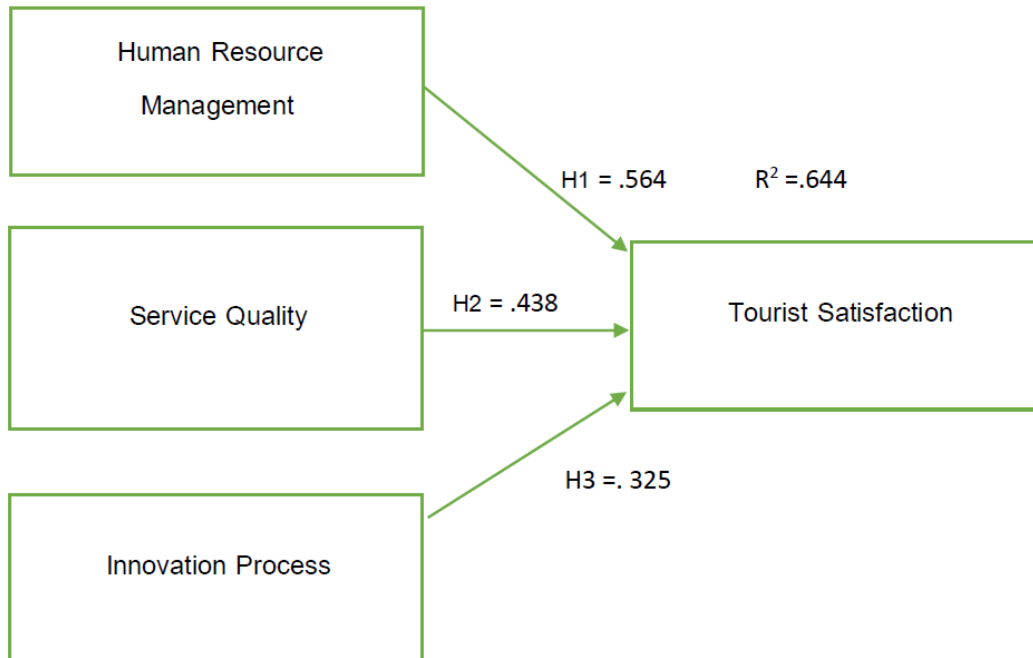 Human Resource
Management
H1 = .564
R² =.644
Service Quality
H2 = .438
Tourist Satisfaction
H3 =. 325
Innovation Process